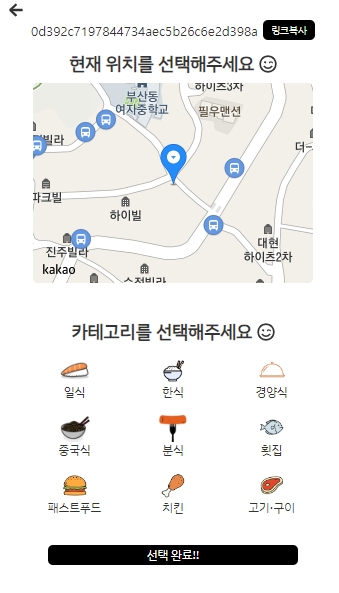 0d392c7197844734aec5b26c6e2d398a 링크복사
현재 위치를 선택해주세요
하이츠3차
부산동
여자중학교
필우맨션
빌라
더
파크빌
하이빌
진주빌라
대현
하이츠2차
kakao
카테고리를 선택해주세요
일식 한식 경양식
중국식 분식 횟집
패스트푸드 치킨 고기·구이
선택 완료!!